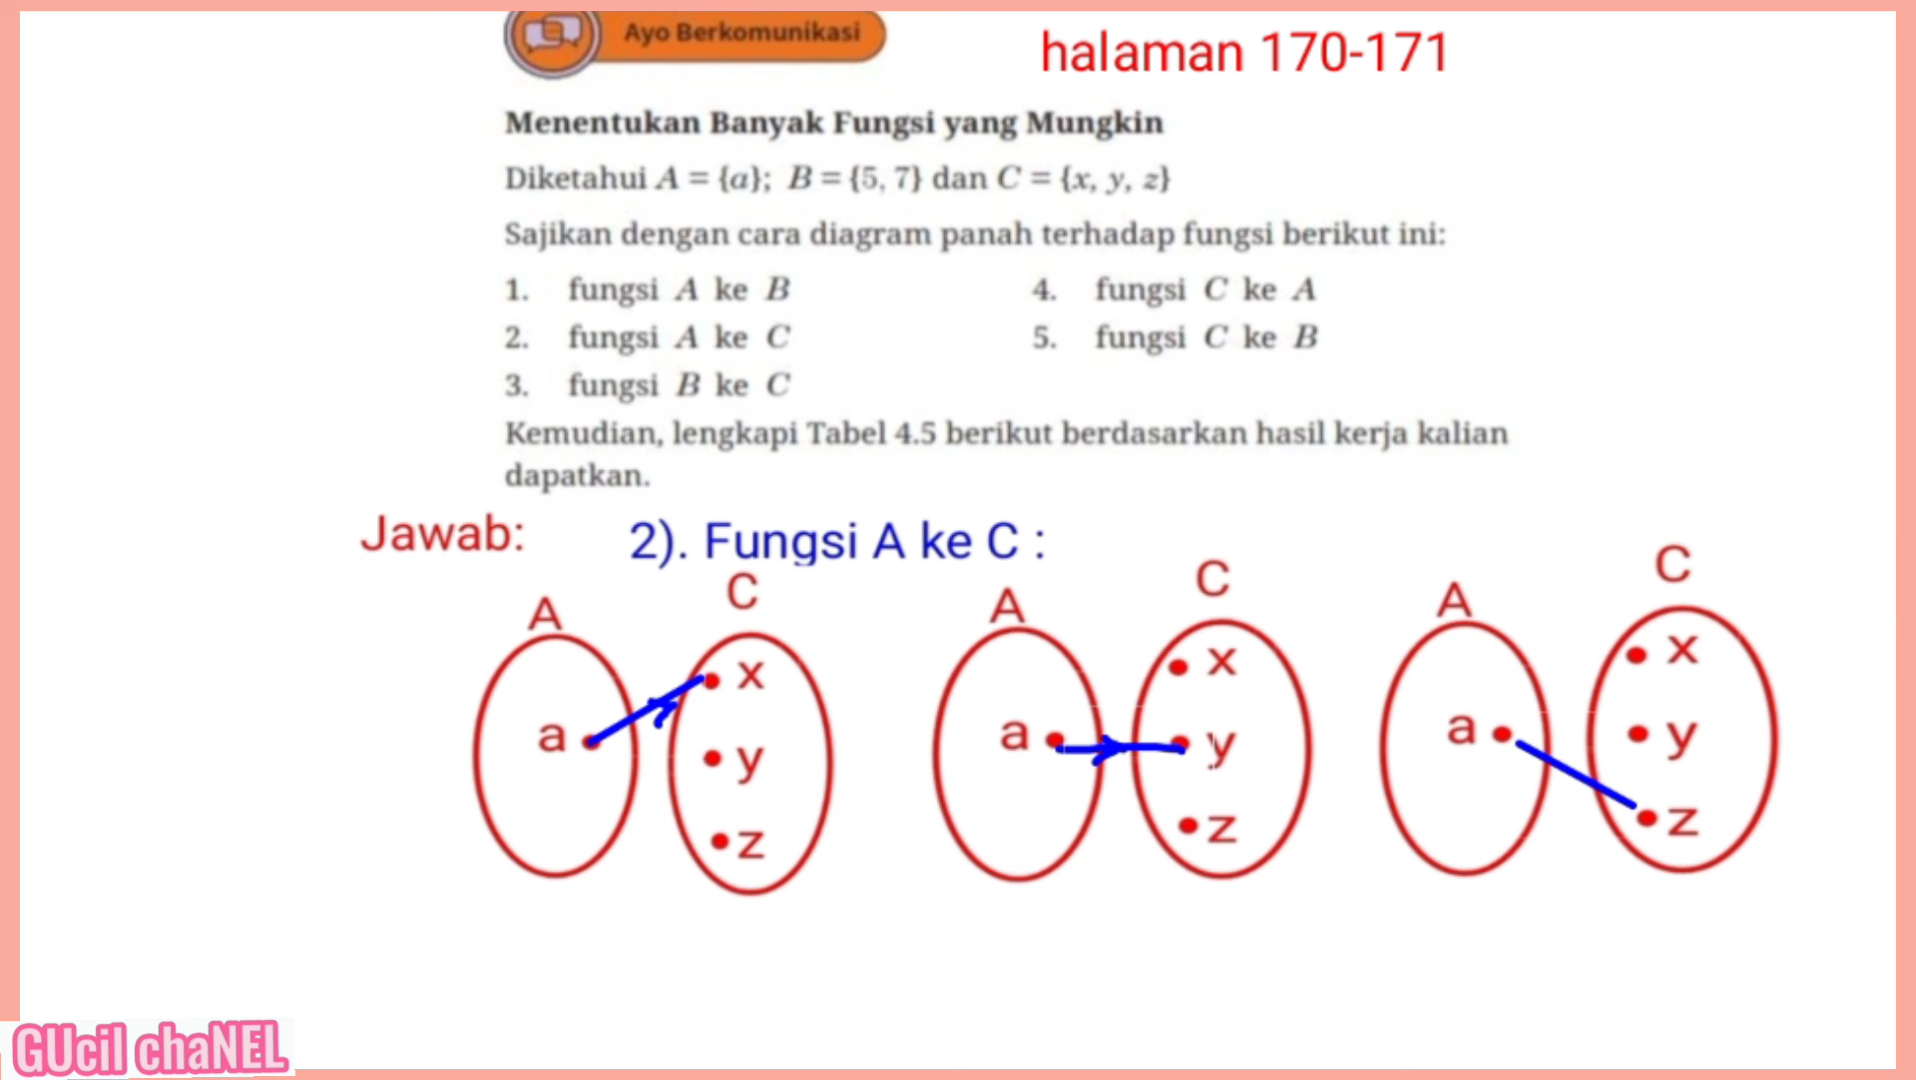 Ayo Berkomunikasi
halaman 170-171
Menentukan Banyak Fungsi yang Mungkin
Diketahui A = {a}; B = {5, 7} dan C = {x, y, z}
Sajikan dengan cara diagram panah terhadap fungsi berikut ini:
1. fungsi A ke B
4. fungsi C ke A
2. fungsi A ke C
5. fungsi C ke B
3. fungsi B ke C
Kemudian, lengkapi Tabel 4.5 berikut berdasarkan hasil kerja kalian
dapatkan.
Jawab:
2). Fungsi A ke C :
A
C
a
x
y
z
A
C
a
x
y
z
A
C
a
x
y
z
GUcil chaNEL